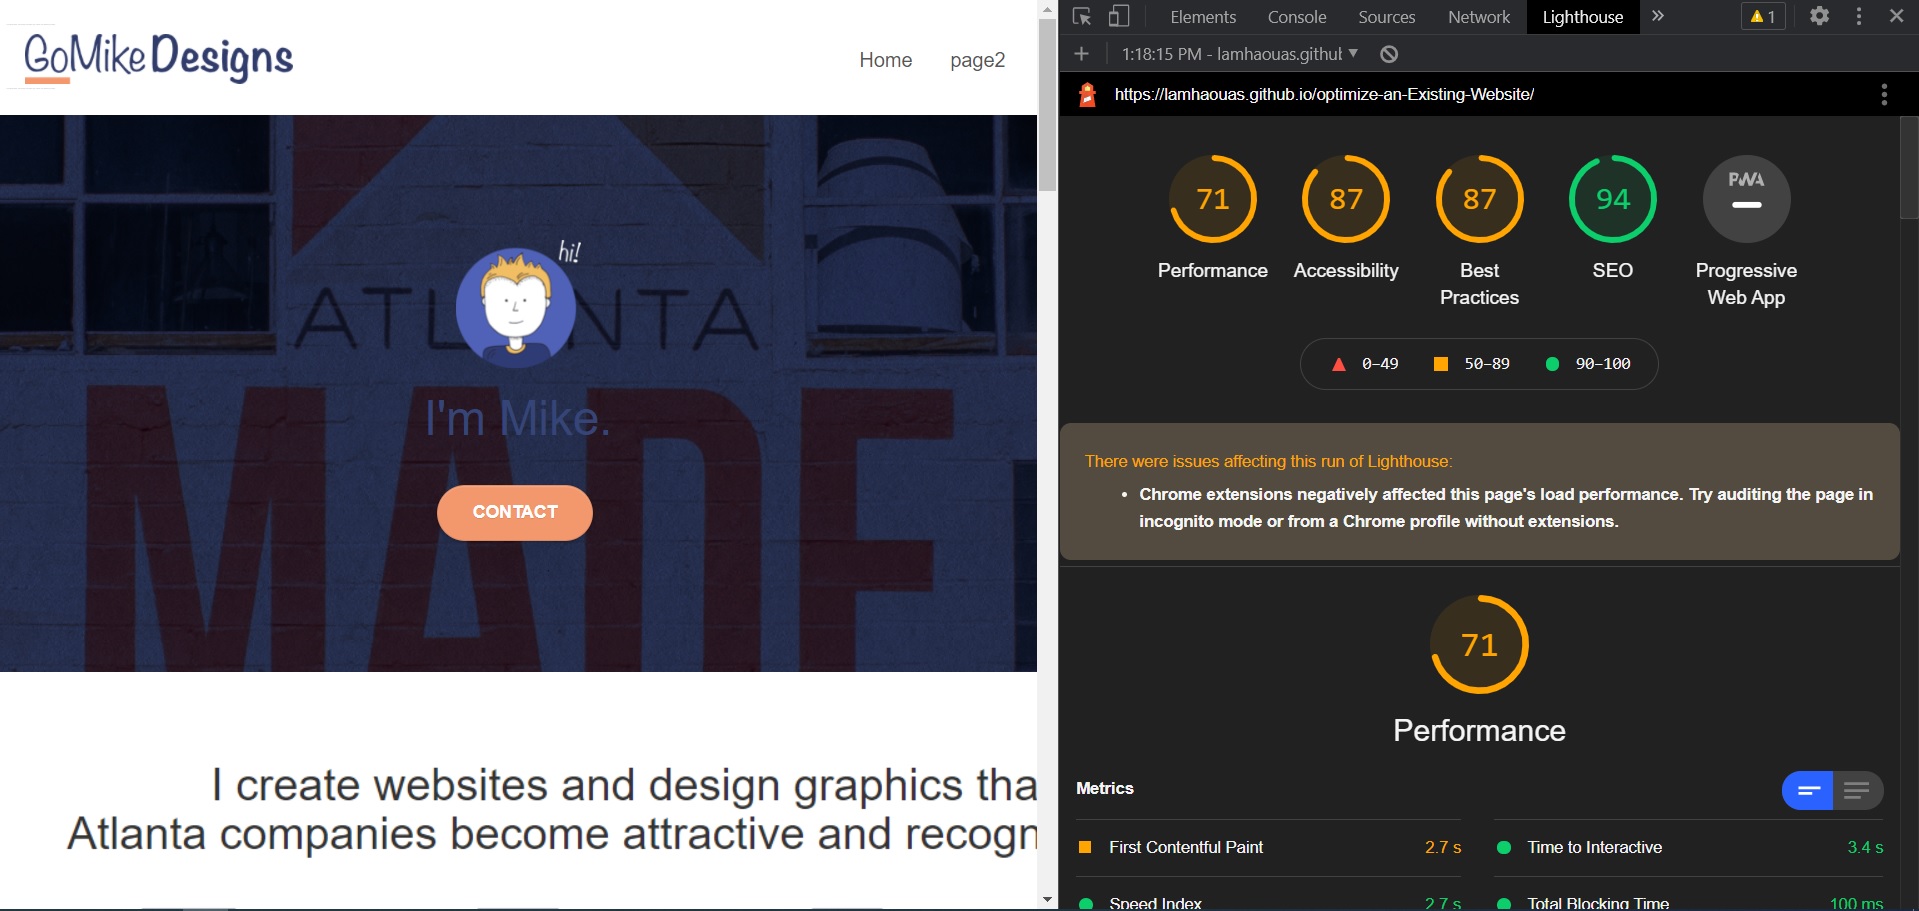 GoMikeDesigns
Home page2
hi!
ATLANTA
MADE
I'm Mike.
CONTACT
I create websites and design graphics tha
Atlanta companies become attractive and recogn
Elements Console Sources Network Lighthouse » 1
+ 1:18:15 PM - lamhaouas.githul
https://lamhaouas.github.io/optimize-an-Existing-Website/
71 87 87 94 PWA
Performance Accessibility Best Practices SEO Progressive Web App
0–49 50–89 90–100
There were issues affecting this run of Lighthouse:
• Chrome extensions negatively affected this page's load performance. Try auditing the page in
incognito mode or from a Chrome profile without extensions.
71
Performance
Metrics
First Contentful Paint 2.7 s
Time to Interactive 3.4 s
Speed Index 2.7 s
Total Blocking Time 100 ms